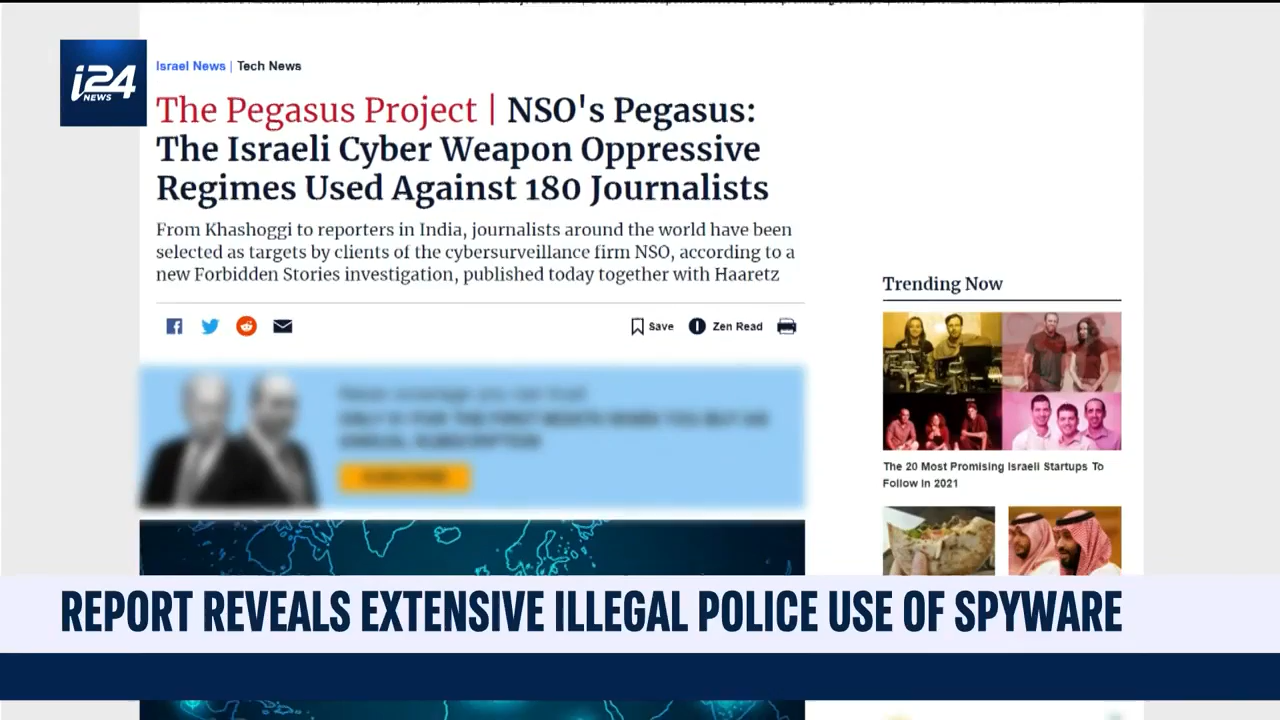 i24
NEWS
Israel News | Tech News
The Pegasus Project | NSO's Pegasus:
The Israeli Cyber Weapon Oppressive
Regimes Used Against 180 Journalists
From Khashoggi to reporters in India, journalists around the world have been
selected as targets by clients of the cybersurveillance firm NSO, according to a
new Forbidden Stories investigation, published today together with Haaretz
Save
Zen Read
Trending Now
The 20 Most Promising Israeli Startups To
Follow in 2021
REPORT REVEALS EXTENSIVE ILLEGAL POLICE USE OF SPYWARE